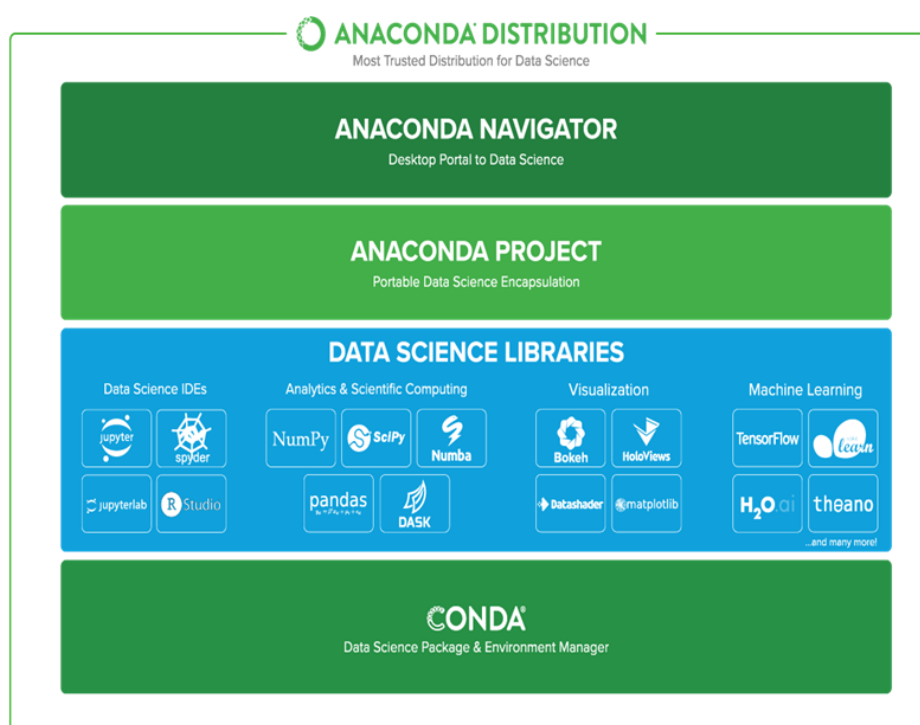 ANACONDA DISTRIBUTION
Most Trusted Distribution for Data Science
ANACONDA NAVIGATOR
Desktop Portal to Data Science
ANACONDA PROJECT
Portable Data Science Encapsulation
DATA SCIENCE LIBRARIES
Data Science IDEs
jupyter
spyder
jupyterlab
R Studio
Analytics & Scientific Computing
NumPy
SciPy
Numba
pandas
DASK
Visualization
Bokeh
HoloViews
Datashader
matplotlib
Machine Learning
TensorFlow
learn
H2O.ai
theano
...and many more!
CONDA
Data Science Package & Environment Manager